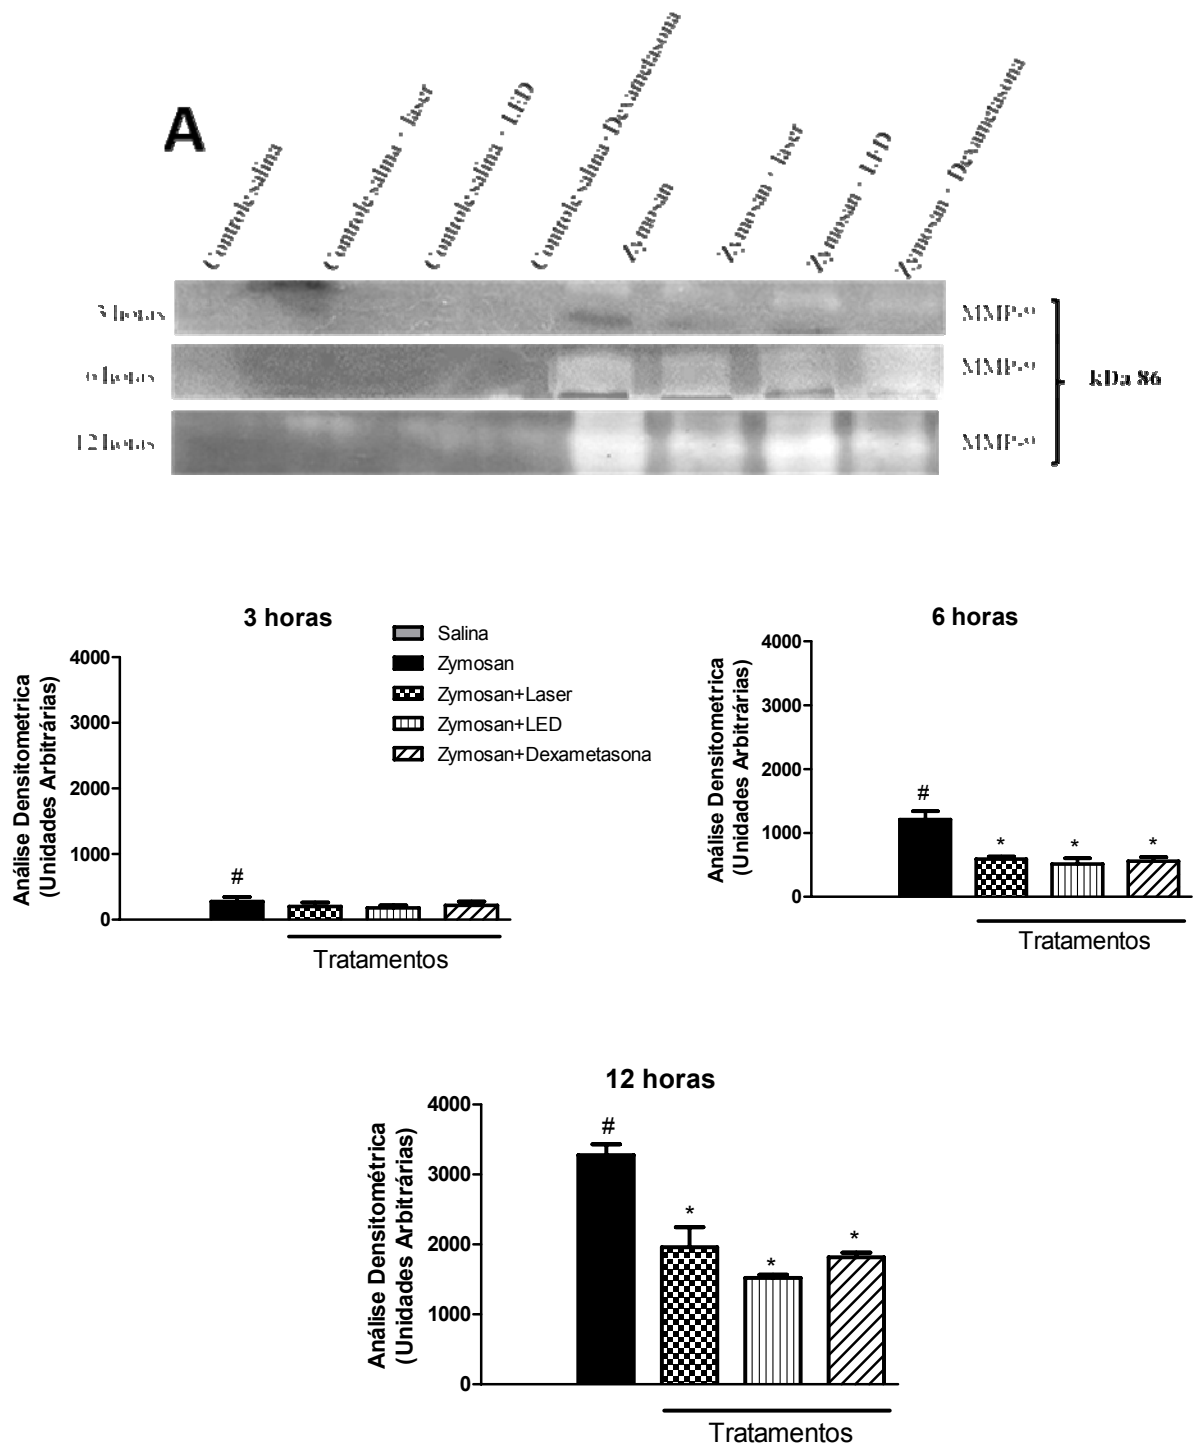 A
Controle salina
Controle salina + laser
Controle salina + LED
Controle salina + Dexametasona
Zymosan
Zymosan + laser
Zymosan + LED
Zymosan + Dexametasona
3 horas
MMP-9
6 horas
MMP-9
kDa 86
12 horas
MMP-9
3 horas
Análise Densitometrica
(Unidades Arbitrárias)
4000
3000
2000
1000
0
#
Tratamentos
Salina
Zymosan
Zymosan+Laser
Zymosan+LED
Zymosan+Dexametasona
6 horas
Análise Densitometrica
(Unidades Arbitrárias)
4000
3000
2000
1000
0
#
*
*
*
Tratamentos
12 horas
Análise Densitométrica
(Unidades Arbitrárias)
4000
3000
2000
1000
0
#
*
*
*
Tratamentos